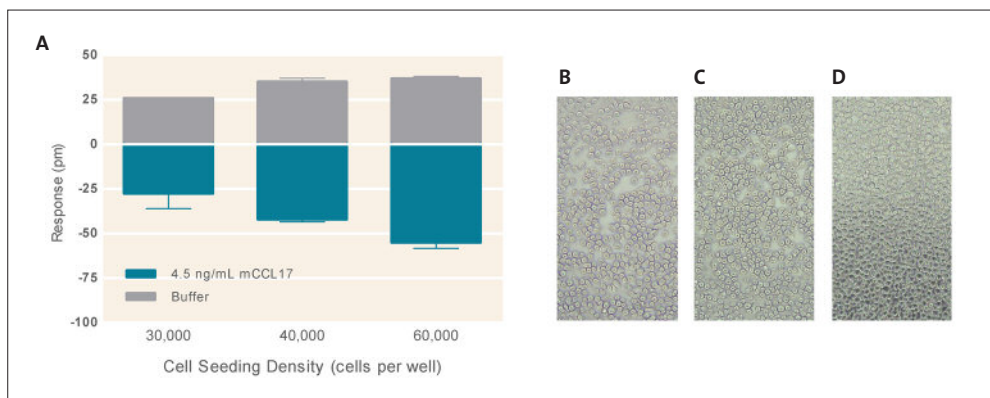 A
50
25
0
-25
-50
-75
-100
Response (pm)
4.5 ng/mL mCCL17
Buffer
30,000 40,000 60,000
Cell Seeding Density (cells per well)
B C D